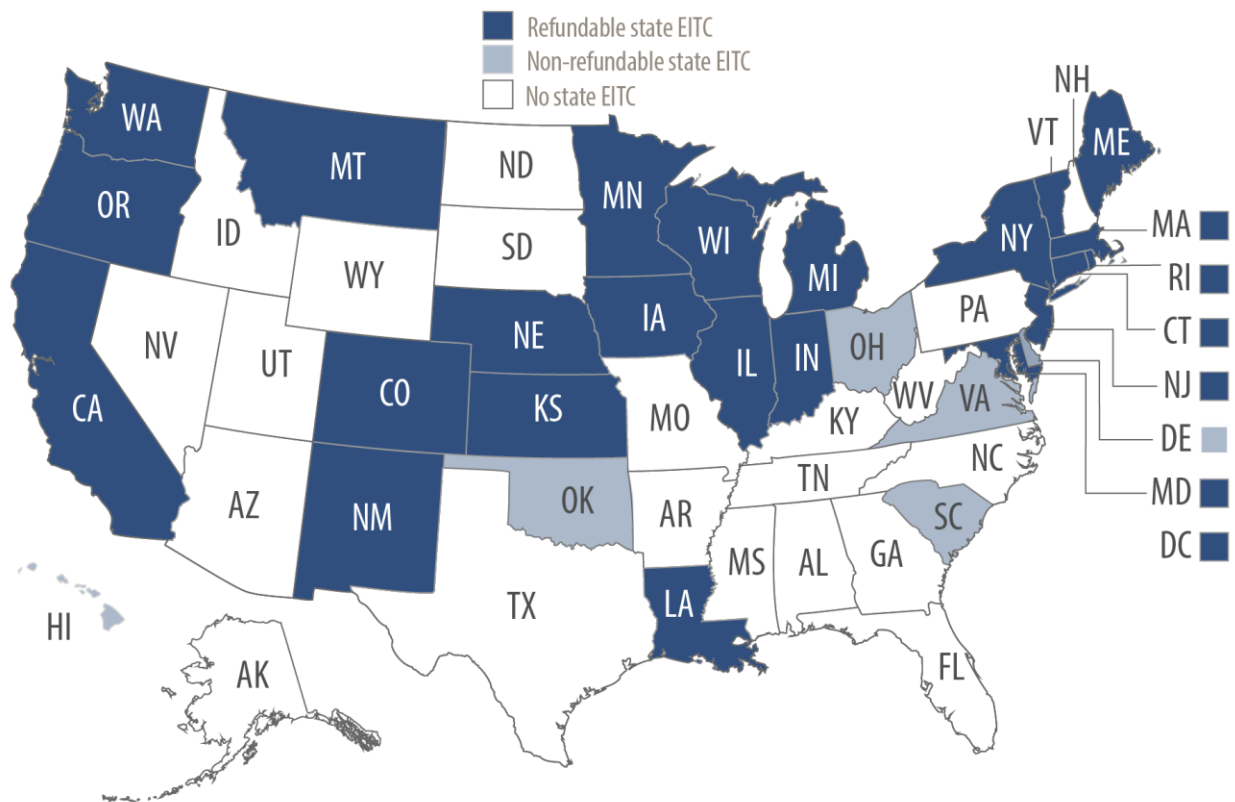 Refundable state EITC
Non-refundable state EITC
No state EITC
NH
VT
WA
ME
MT
ND
OR
MN
ID
WI
NY
MA
SD
WY
MI
RI
IA
PA
NE
CT
NV
OH
UT
IL
IN
NJ
CO
WV
VA
CA
KS
MO
KY
DE
NC
TN
MD
AZ
OK
NM
AR
SC
DC
MS
AL
GA
TX
LA
HI
FL
AK